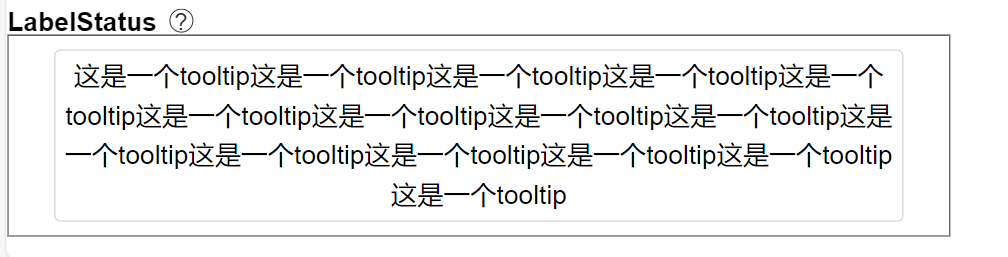 LabelStatus ?
这是一个tooltip这是一个tooltip这是一个tooltip这是一个tooltip这是一个
tooltip这是一个tooltip这是一个tooltip这是一个tooltip这是一个tooltip这是
一个tooltip这是一个tooltip这是一个tooltip这是一个tooltip这是一个tooltip
这是一个tooltip